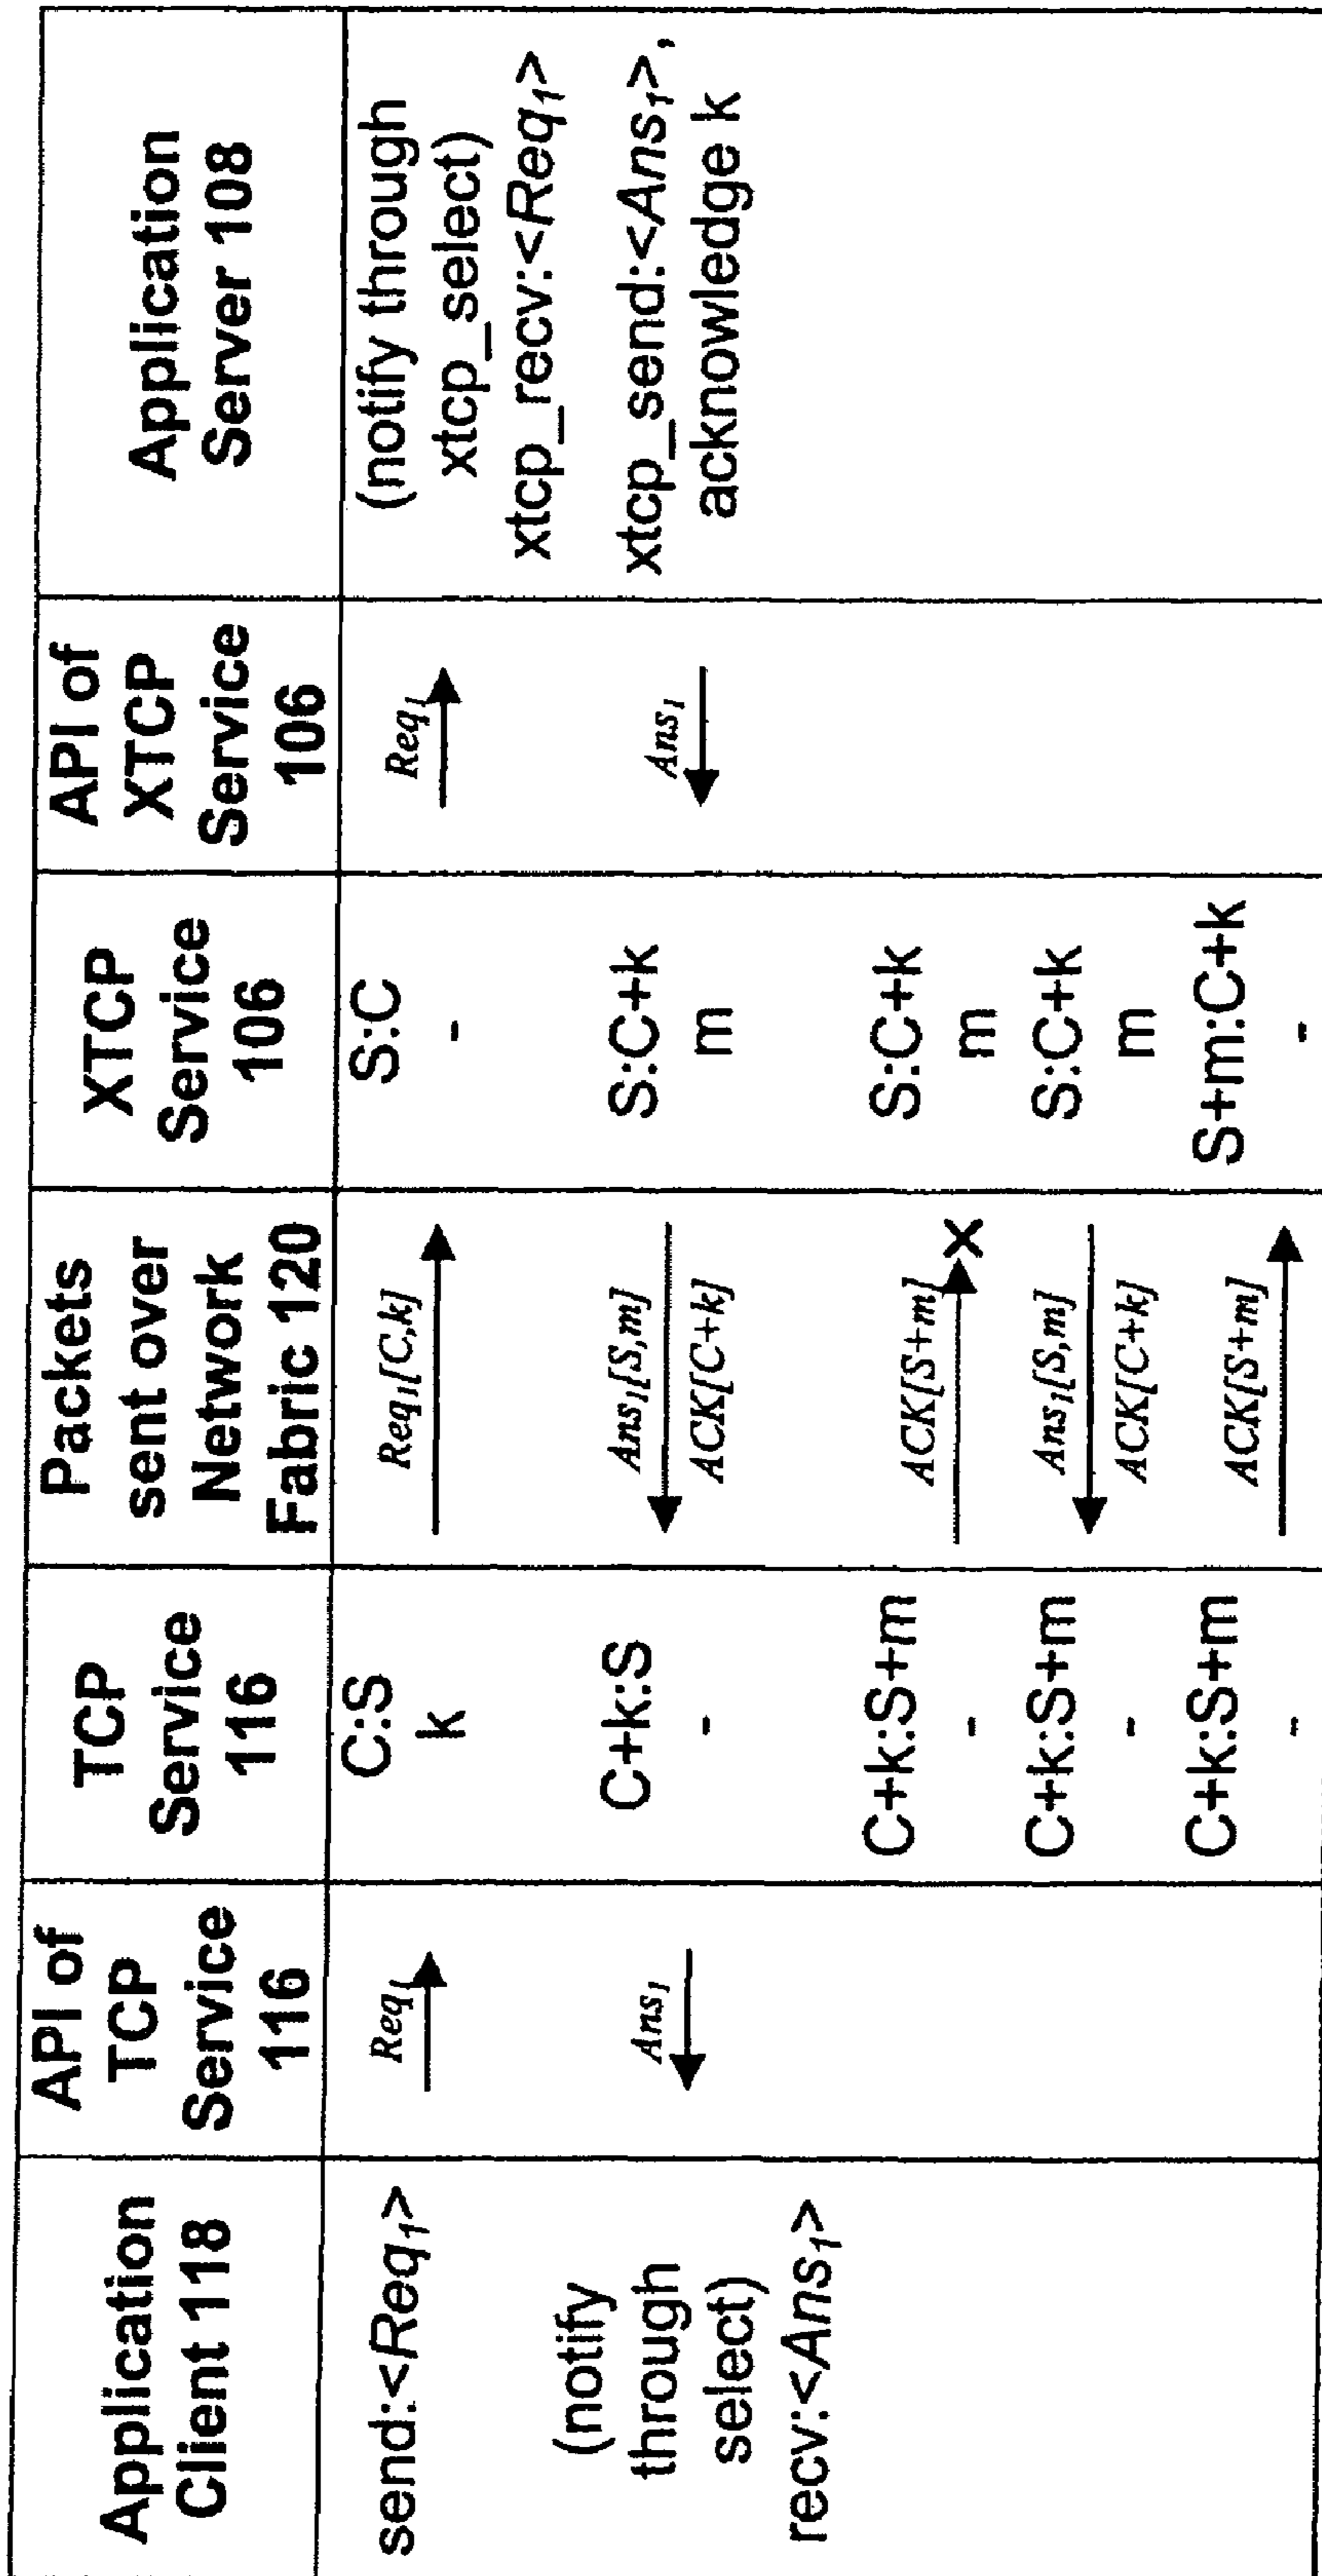 Application
Client 118
API of
TCP
Service
116
TCP
Service
116
Packets
sent over
Network
Fabric 120
XTCP
Service
106
API of
XTCP
Service
106
Application
Server 108
send:<Req1>
Req1
C:S
k
Req1[C,k]
S:C
-
Req1
(notify through
xtcp_select)
xtcp_recv:<Req1>
(notify
through
select)
recv:<Ans1>
Ans1
C+k:S
-
Ans1[S,m]
ACK[C+k]
S:C+k
m
Ans1
xtcp_send:<Ans1>,
acknowledge k
C+k:S+m
-
ACK[S+m]
X
S:C+k
m
C+k:S+m
-
Ans1[S,m]
ACK[C+k]
S:C+k
m
C+k:S+m
-
ACK[S+m]
S+m:C+k
-